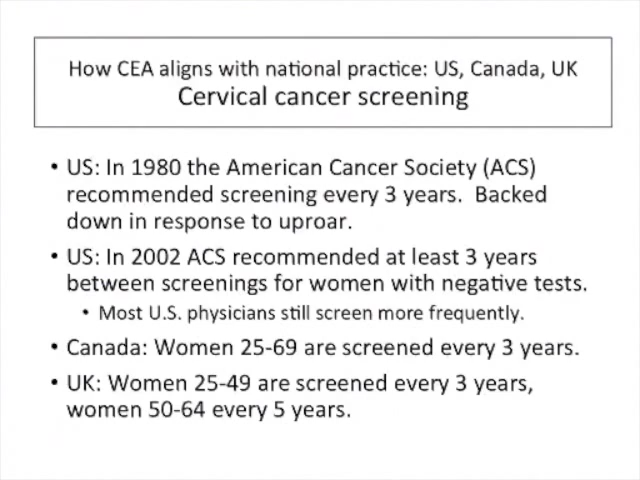 How CEA aligns with national practice: US, Canada, UK
Cervical cancer screening
• US: In 1980 the American Cancer Society (ACS)
recommended screening every 3 years. Backed
down in response to uproar.
• US: In 2002 ACS recommended at least 3 years
between screenings for women with negative tests.
• Most U.S. physicians still screen more frequently.
• Canada: Women 25-69 are screened every 3 years.
• UK: Women 25-49 are screened every 3 years,
women 50-64 every 5 years.